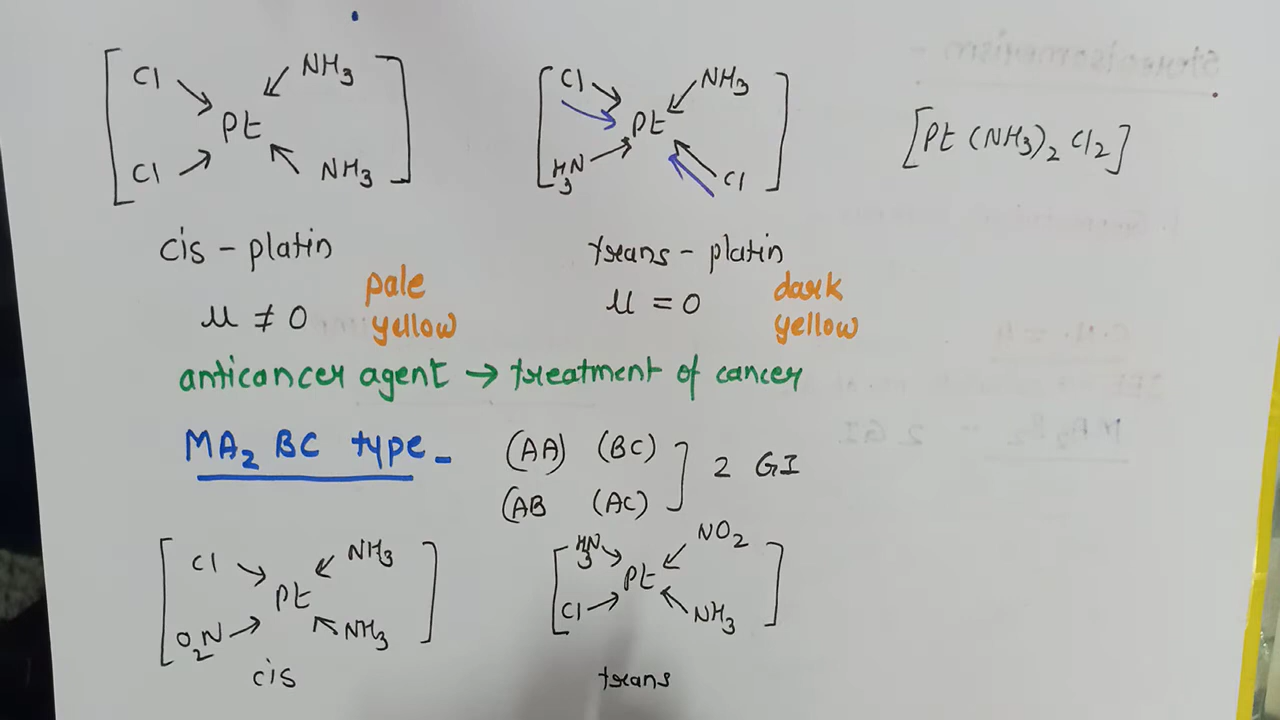 [Cl Cl Pt NH3 NH3]
[Cl H3N Pt NH3 Cl]
[Pt (NH3)2 Cl2]
cis - platin
trans - platin
μ ≠ 0
pale yellow
μ = 0
dark yellow
anticancer agent → treatment of cancer
MA2 BC type -
(AA) (BC)
(AB (AC)
2 GI
[Cl O2N Pt NH3 NH3]
cis
[H3N Cl Pt NO2 NH3]
trans